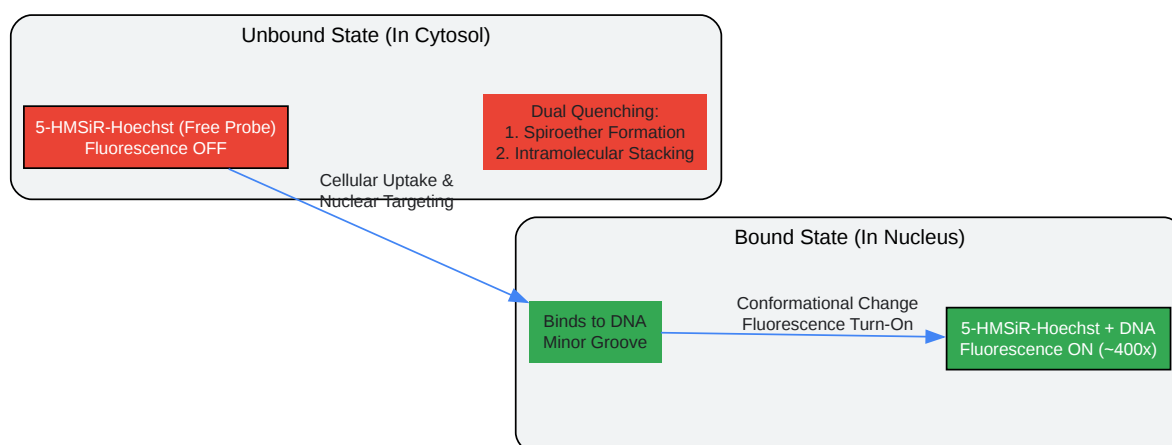 Unbound State (In Cytosol)
5-HMSiR-Hoechst (Free Probe)
Fluorescence OFF
Dual Quenching:
1. Spiroether Formation
2. Intramolecular Stacking
Cellular Uptake &
Nuclear Targeting
Bound State (In Nucleus)
Binds to DNA
Minor Groove
Conformational Change
Fluorescence Turn-On
5-HMSiR-Hoechst + DNA
Fluorescence ON (~400x)